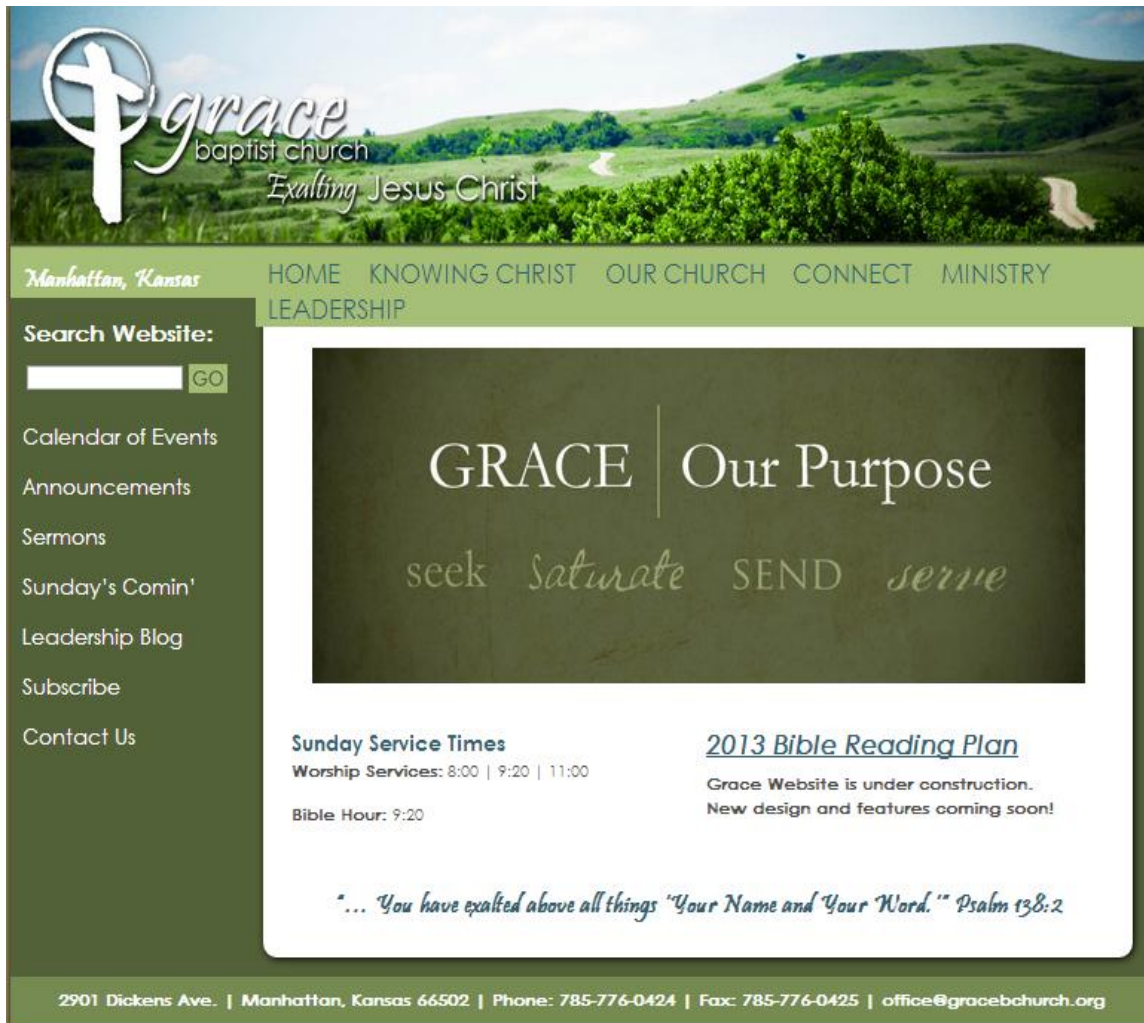 grace
baptist church
Exalting Jesus Christ
Manhattan, Kansas
HOME KNOWING CHRIST OUR CHURCH CONNECT MINISTRY
LEADERSHIP
Search Website:
GO
Calendar of Events
Announcements
Sermons
Sunday's Comin'
Leadership Blog
Subscribe
Contact Us
GRACE | Our Purpose
seek saturate SEND serve
Sunday Service Times
Worship Services: 8:00 | 9:20 | 11:00
Bible Hour: 9:20
2013 Bible Reading Plan
Grace Website is under construction.
New design and features coming soon!
"... You have exalted above all things 'Your Name and Your Word.'" Psalm 138:2
2901 Dickens Ave. | Manhattan, Kansas 66502 | Phone: 785-776-0424 | Fax: 785-776-0425 | office@gracebchurch.org